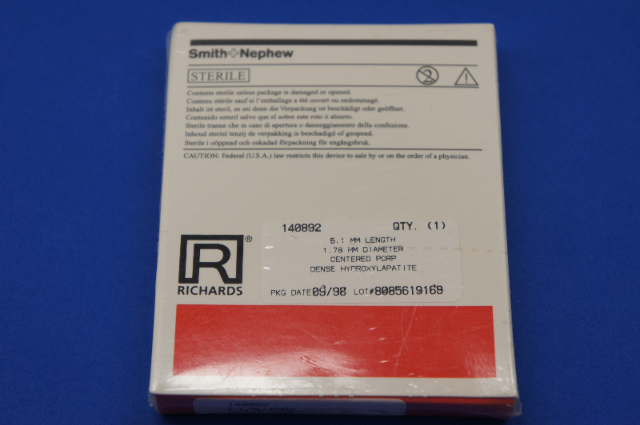 Smith+Nephew
STERILE
Contents sterile unless package is damaged or opened.
Contenu stérile sauf si l'emballage a été ouvert ou endommagé.
Inhalt ist steril, es sei denn die Verpackung ist beschädigt oder geöffnet.
Contenido esteril salvo que el sobre este roto ó abierto.
Sterile tranne che in caso di apertura o danneggiamento della confezione.
Inhoud steriel tenzij de verpakking is beschadigd of geopend.
Sterile i oöppnad och oskadad förpackning för engångsbruk.
CAUTION: Federal (U.S.A.) law restricts this device to sale by or on the order of a physician.
140892 QTY. (1)
5.1 MM LENGTH
1.78 MM DIAMETER
CENTERED PORP
DENSE HYDROXYLAPATITE
PKG DATE 09/98 LOT#8085619169
R ®
RICHARDS
140892